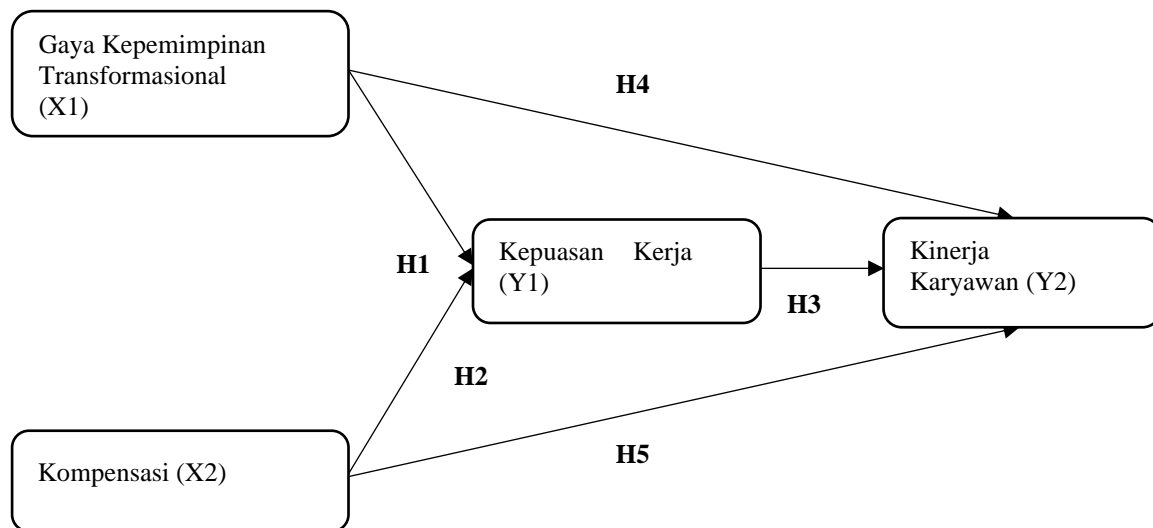 Gaya Kepemimpinan
Transformasional
(X1)
H4
Kepuasan Kerja
(Y1)
Kinerja
Karyawan (Y2)
H1
H3
H2
H5
Kompensasi (X2)